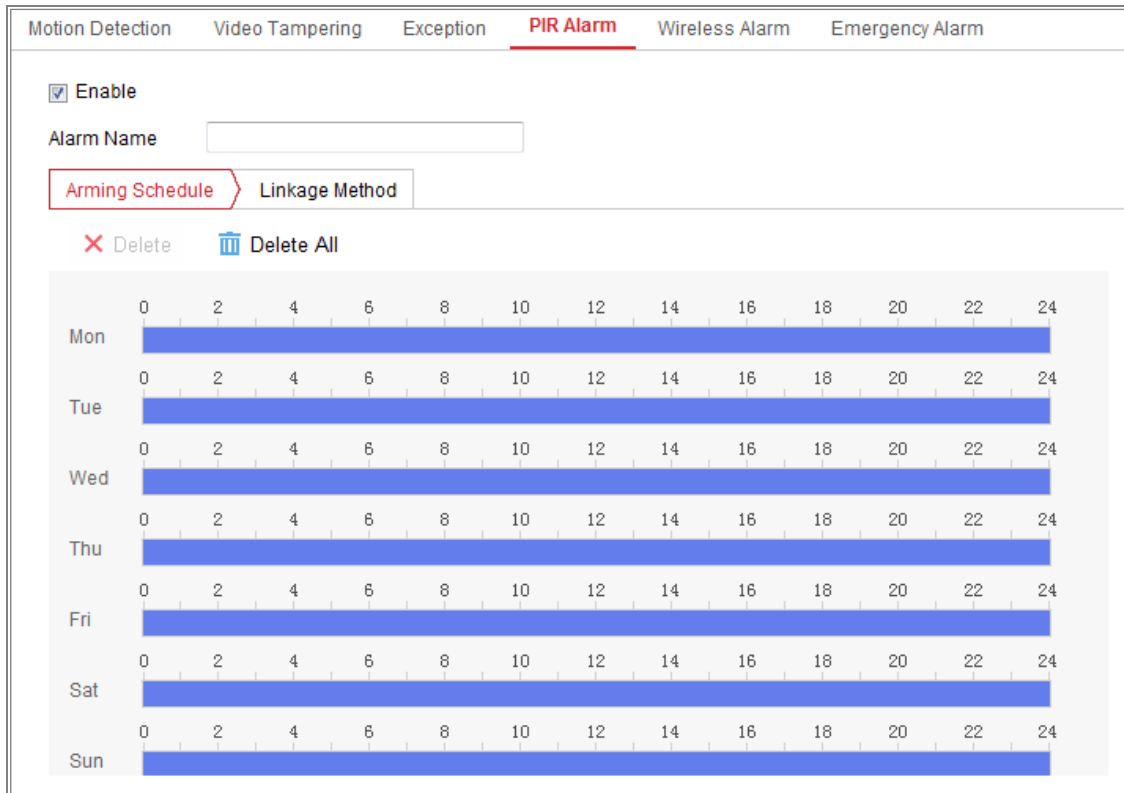 Motion Detection Video Tampering Exception PIR Alarm Wireless Alarm Emergency Alarm
Enable
Alarm Name
Arming Schedule Linkage Method
Delete Delete All
0 2 4 6 8 10 12 14 16 18 20 22 24
Mon
0 2 4 6 8 10 12 14 16 18 20 22 24
Tue
0 2 4 6 8 10 12 14 16 18 20 22 24
Wed
0 2 4 6 8 10 12 14 16 18 20 22 24
Thu
0 2 4 6 8 10 12 14 16 18 20 22 24
Fri
0 2 4 6 8 10 12 14 16 18 20 22 24
Sat
0 2 4 6 8 10 12 14 16 18 20 22 24
Sun